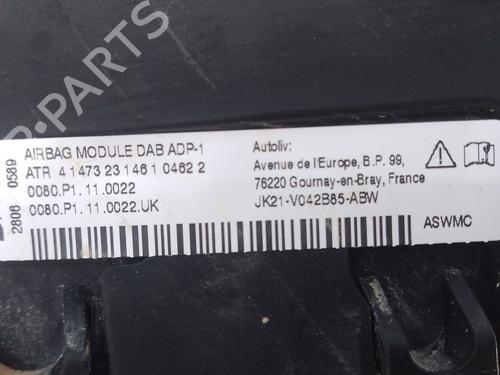 AIRBAG MODULE DAB ADP-1
ATR 4 1473 23 146 1 0462 2
0080.P1. 11.0022
0080.P1. 11.0022.UK
Autoliv:
Avenue de l'Europe, B.P. 99,
76220 Gournay-en-Bray, France
JK21-V042B85-ABW
ASWMC
2806 0589
B-Parts